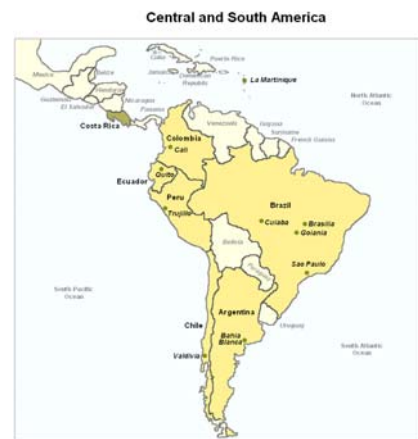 Central and South America
Mexico
Cuba
Puerto Rico
Belize
Jamaica
Dominican
Republic
La Martinique
Honduras
North Atlantic
Ocean
Guatemala
El Salvador
Nicaragua
Panama
Costa Rica
Venezuela
Guyana
Suriname
French Guiana
Colombia
Cali
Quito
Ecuador
Peru
Trujillo
Brazil
Cuiaba
Brasilia
Goiania
Bolivia
Sao Paulo
Paraguay
South Pacific
Ocean
Argentina
Chile
Uruguay
Bahia
Blanca
Valdivia
South Atlantic
Ocean